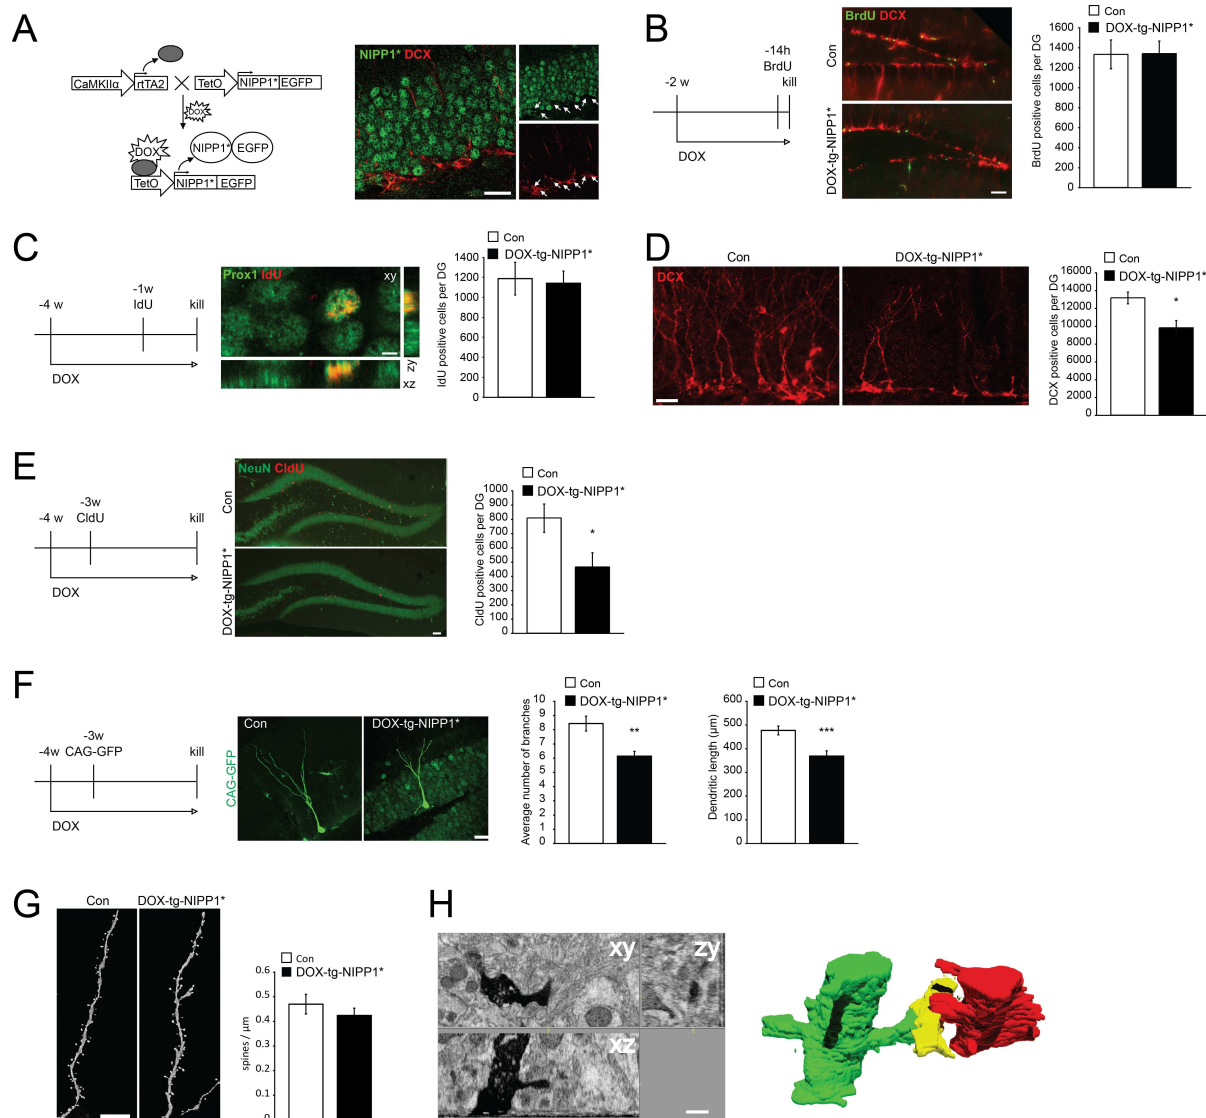 A
CaMKIIα
rtTA2
TetO
NIPP1*
EGFP
DOX
DOX
NIPP1*
EGFP
TetO
NIPP1*
EGFP
NIPP1* DCX
B
-2 w
-14h
BrdU
kill
DOX
BrdU DCX
Con
DOX-tg-NIPP1*
Con
DOX-tg-NIPP1*
BrdU positive cells per DG
1600
1400
1200
1000
800
600
400
200
0
C
-4 w
-1w
IdU
kill
DOX
Prox1 IdU
xy
zy
xz
Con
DOX-tg-NIPP1*
IdU positive cells per DG
1400
1200
1000
800
600
400
200
0
D
Con
DOX-tg-NIPP1*
DCX
Con
DOX-tg-NIPP1*
DCX positive cells per DG
16000
14000
12000
10000
8000
6000
4000
2000
0
*
E
-4 w
-3w
CldU
kill
DOX
NeuN CldU
Con
DOX-tg-NIPP1*
Con
DOX-tg-NIPP1*
CldU positive cells per DG
1000
900
800
700
600
500
400
300
200
100
0
*
F
-4w
-3w
CAG-GFP
kill
DOX
CAG-GFP
Con
DOX-tg-NIPP1*
Con
DOX-tg-NIPP1*
Average number of branches
10
9
8
7
6
5
4
3
2
1
0
**
Con
DOX-tg-NIPP1*
Dendritic length (µm)
600
500
400
300
200
100
0
***
G
Con
DOX-tg-NIPP1*
Con
DOX-tg-NIPP1*
spines / µm
0.6
0.5
0.4
0.3
0.2
0.1
0
H
xy
zy
xz